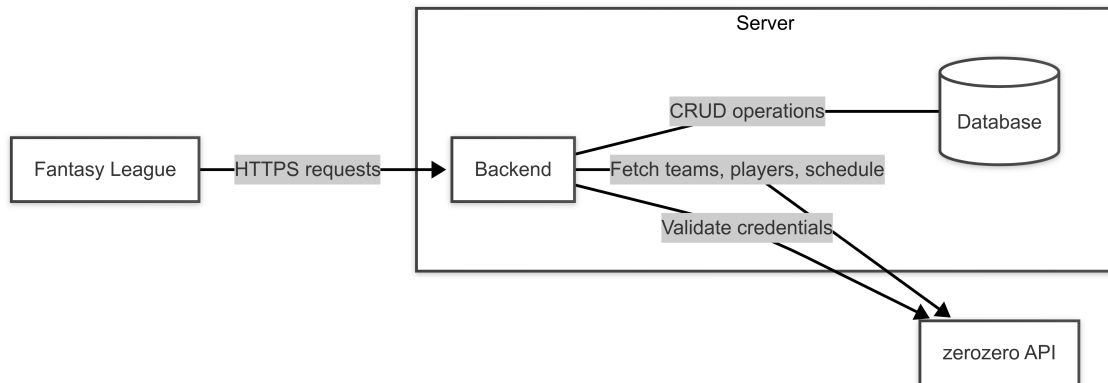 Server
CRUD operations
Database
Fantasy League
HTTPS requests
Backend
Fetch teams, players, schedule
Validate credentials
zerozero API